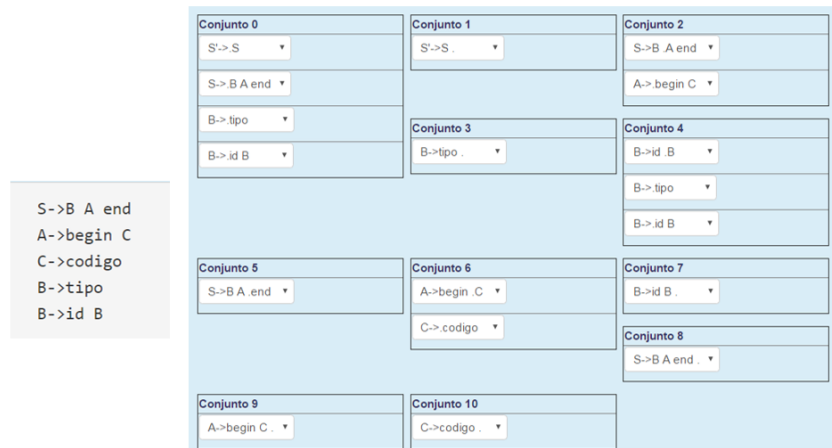 S->B A end
A->begin C
C->codigo
B->tipo
B->id B
Conjunto 0
S'->.S
S->.B A end
B->.tipo
B->.id B
Conjunto 1
S'->S .
Conjunto 2
S->B .A end
A->.begin C
Conjunto 3
B->tipo .
Conjunto 4
B->id .B
B->.tipo
B->.id B
Conjunto 5
S->B A .end
Conjunto 6
A->begin .C
C->.codigo
Conjunto 7
B->id B .
Conjunto 8
S->B A end .
Conjunto 9
A->begin C .
Conjunto 10
C->codigo .